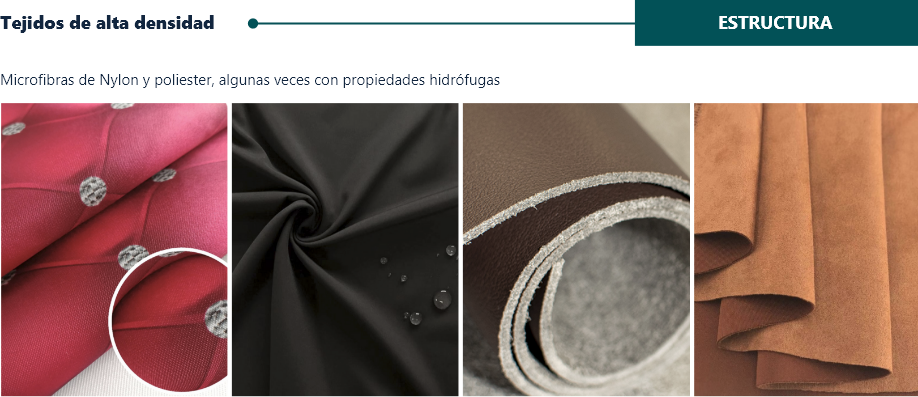 Tejidos de alta densidad
ESTRUCTURA
Microfibras de Nylon y poliester, algunas veces con propiedades hidrófugas